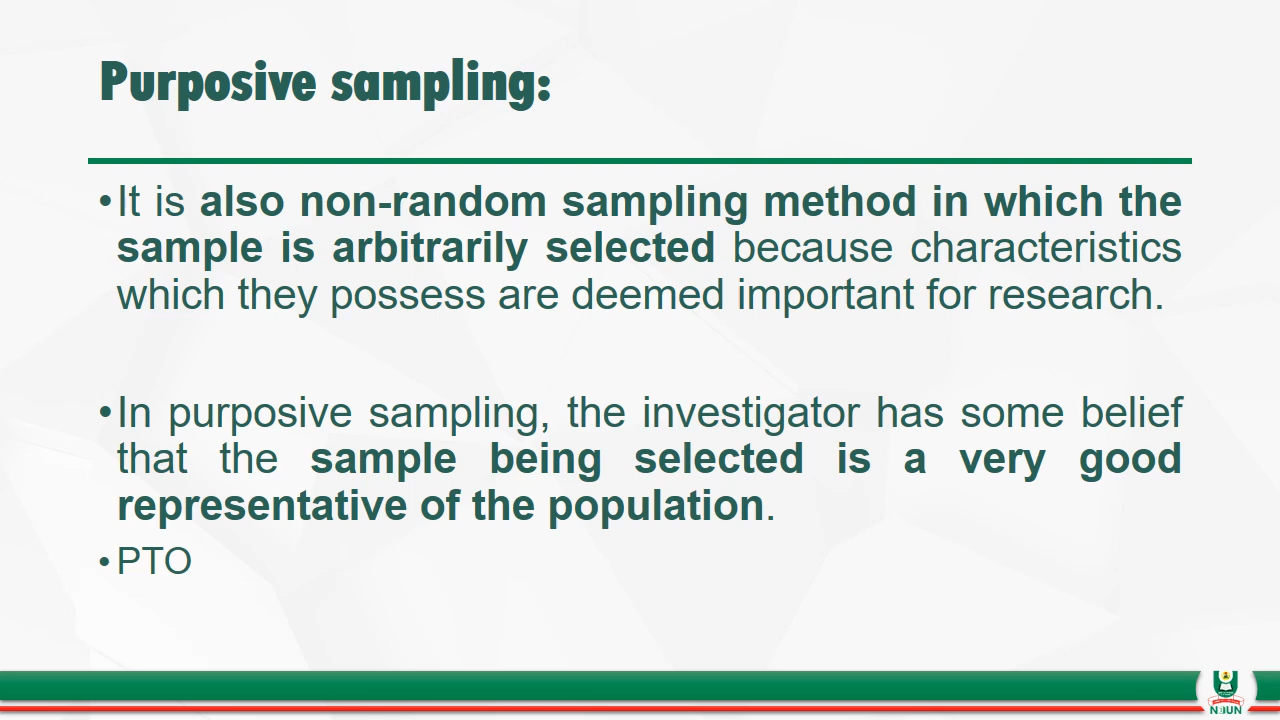 Purposive sampling:
•It is also non-random sampling method in which the
sample is arbitrarily selected because characteristics
which they possess are deemed important for research.
•In purposive sampling, the investigator has some belief
that the sample being selected is a very good
representative of the population.
•PTO
NOUN